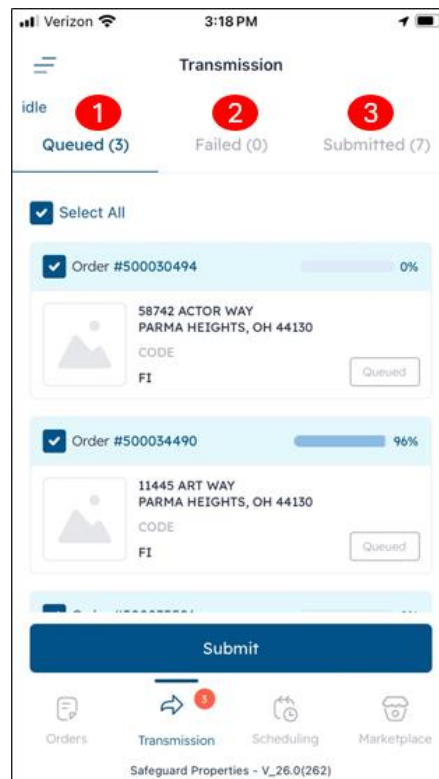 Verizon 3:18 PM
Transmission
idle
1 2 3
Queued (3) Failed (0) Submitted (7)
Select All
Order #500030494 0%
58742 ACTOR WAY
PARMA HEIGHTS, OH 44130
CODE
FI
Queued
Order #500034490 96%
11445 ART WAY
PARMA HEIGHTS, OH 44130
CODE
FI
Queued
Submit
3
Orders Transmission Scheduling Marketplace
Safeguard Properties - V_26.0(262)